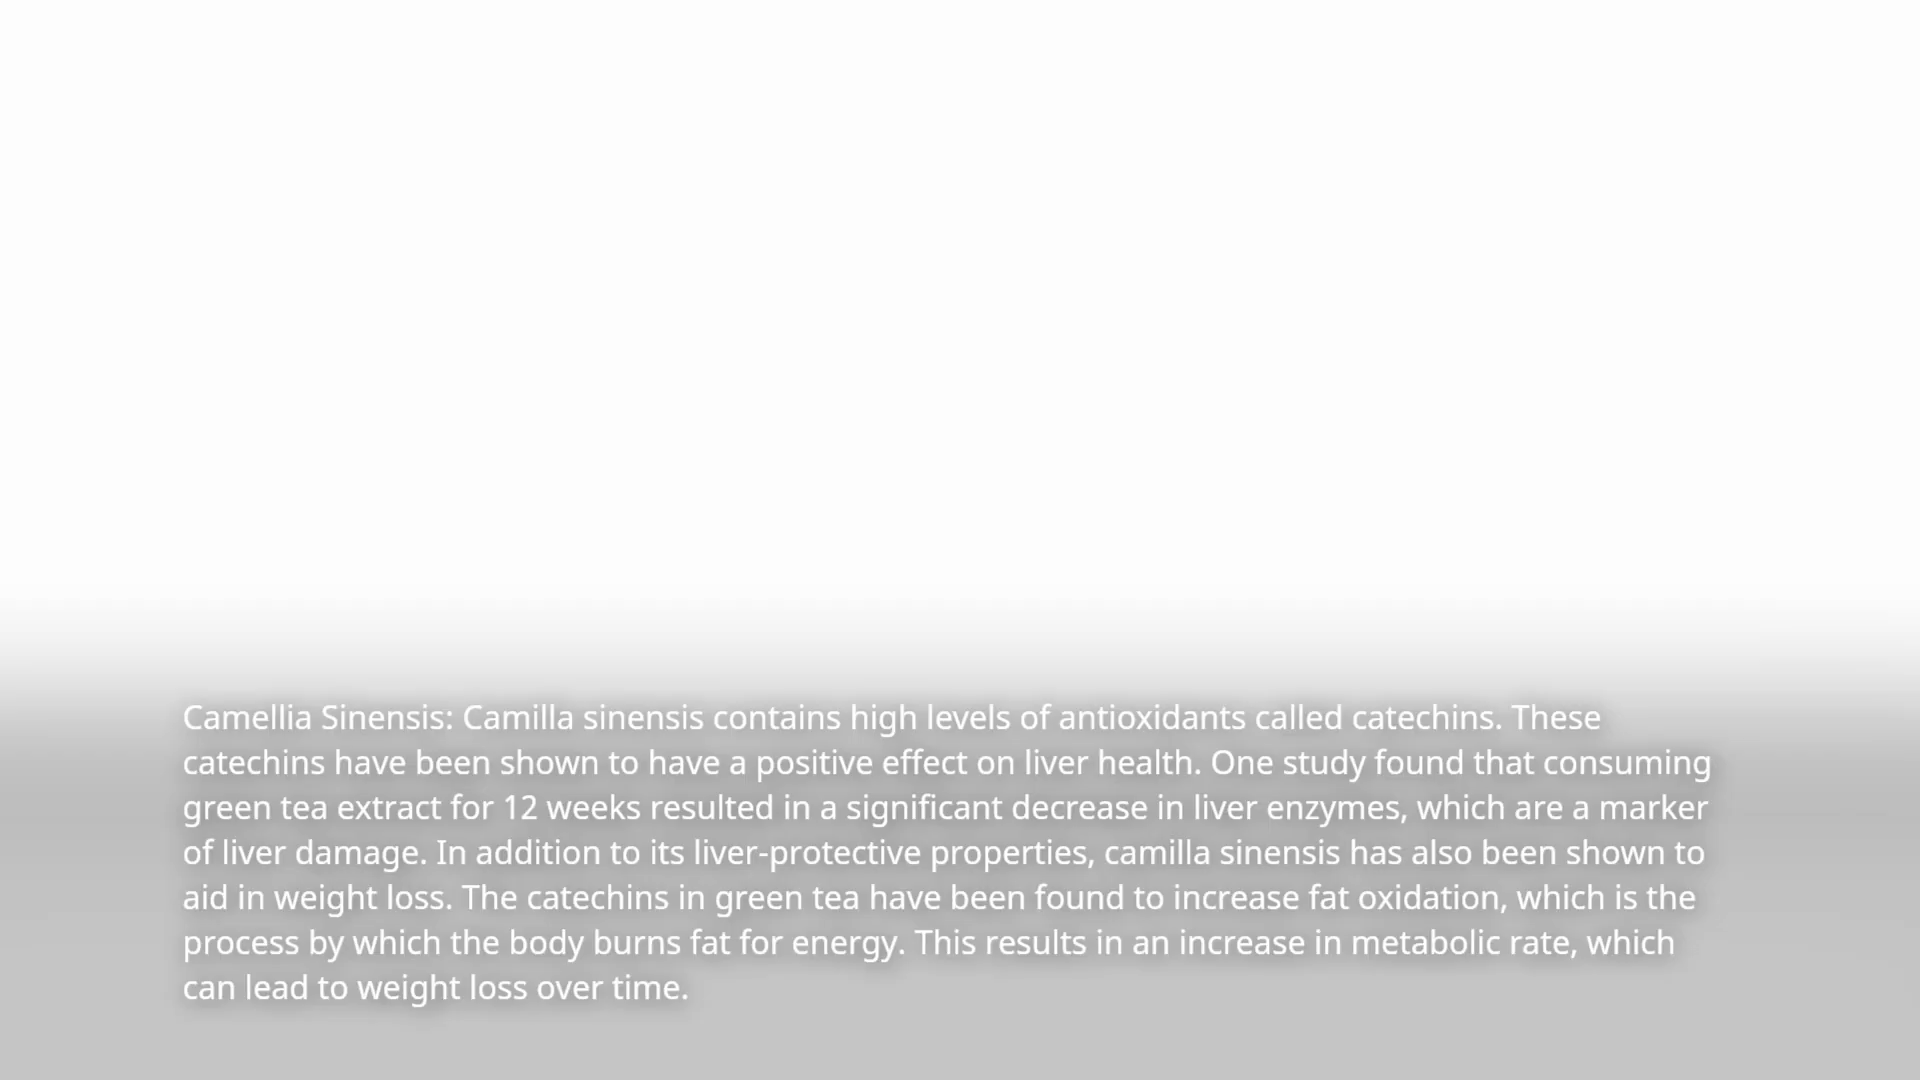 Camellia Sinensis: Camilla sinensis contains high levels of antioxidants called catechins. These
catechins have been shown to have a positive effect on liver health. One study found that consuming
green tea extract for 12 weeks resulted in a significant decrease in liver enzymes, which are a marker
of liver damage. In addition to its liver-protective properties, camilla sinensis has also been shown to
aid in weight loss. The catechins in green tea have been found to increase fat oxidation, which is the
process by which the body burns fat for energy. This results in an increase in metabolic rate, which
can lead to weight loss over time.